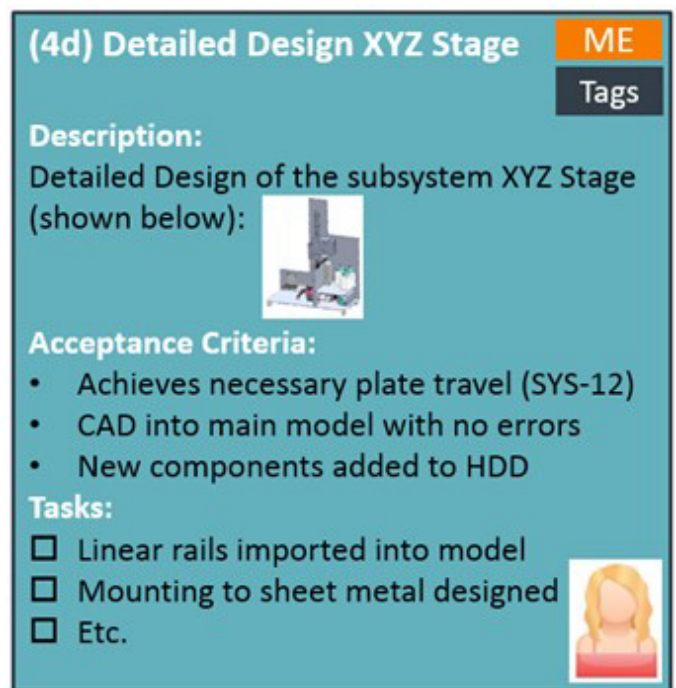 (4d) Detailed Design XYZ Stage
ME
Tags
Description:
Detailed Design of the subsystem XYZ Stage
(shown below):
Acceptance Criteria:
• Achieves necessary plate travel (SYS-12)
• CAD into main model with no errors
• New components added to HDD
Tasks:
☐ Linear rails imported into model
☐ Mounting to sheet metal designed
☐ Etc.